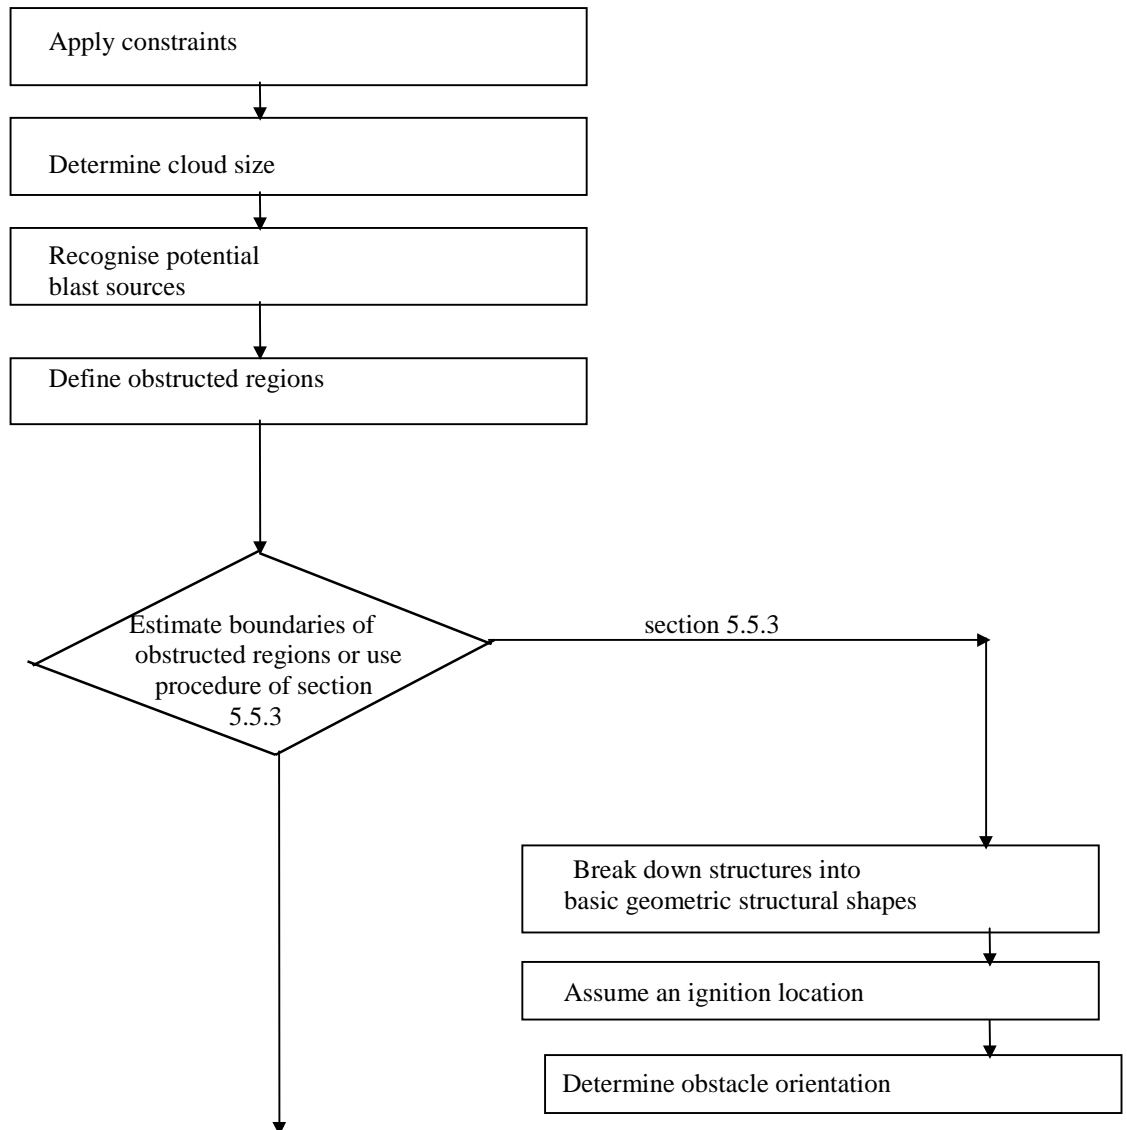 Apply constraints
Determine cloud size
Recognise potential
blast sources
Define obstructed regions
Estimate boundaries of
obstructed regions or use
procedure of section
5.5.3
section 5.5.3
Break down structures into
basic geometric structural shapes
Assume an ignition location
Determine obstacle orientation